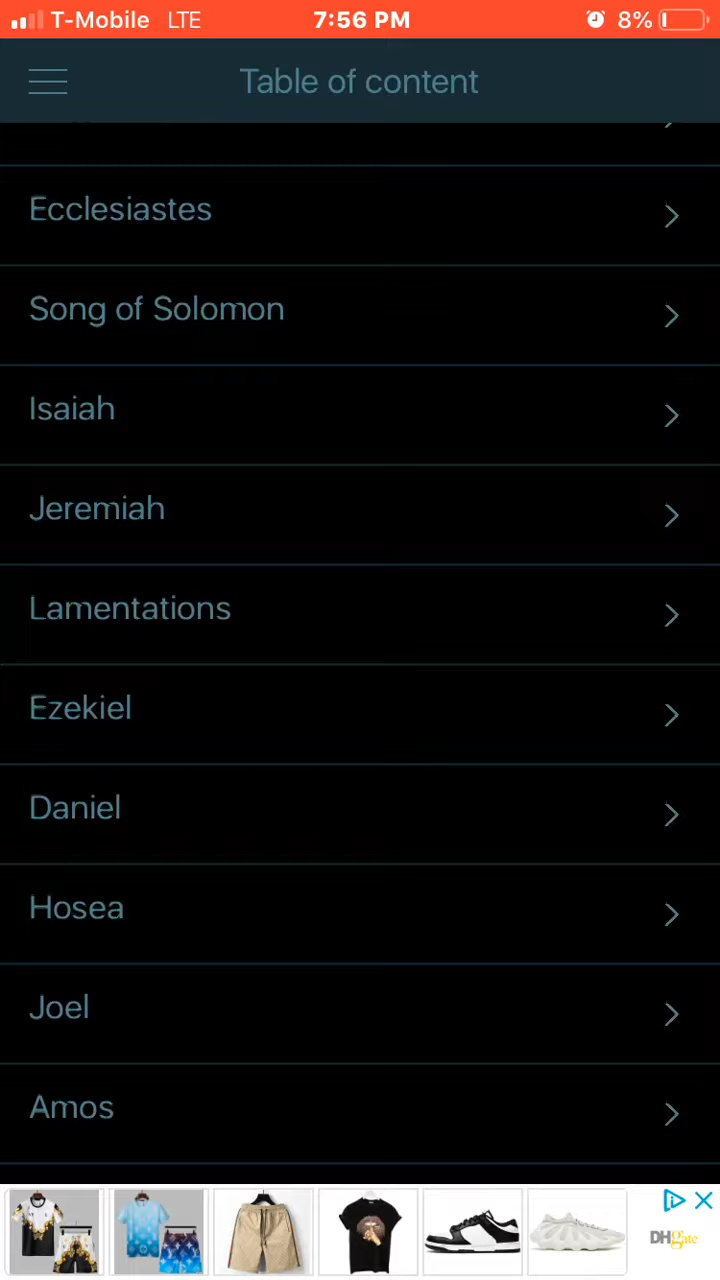 T-Mobile LTE 7:56 PM 8%
Table of content
Ecclesiastes
Song of Solomon
Isaiah
Jeremiah
Lamentations
Ezekiel
Daniel
Hosea
Joel
Amos
DHgate